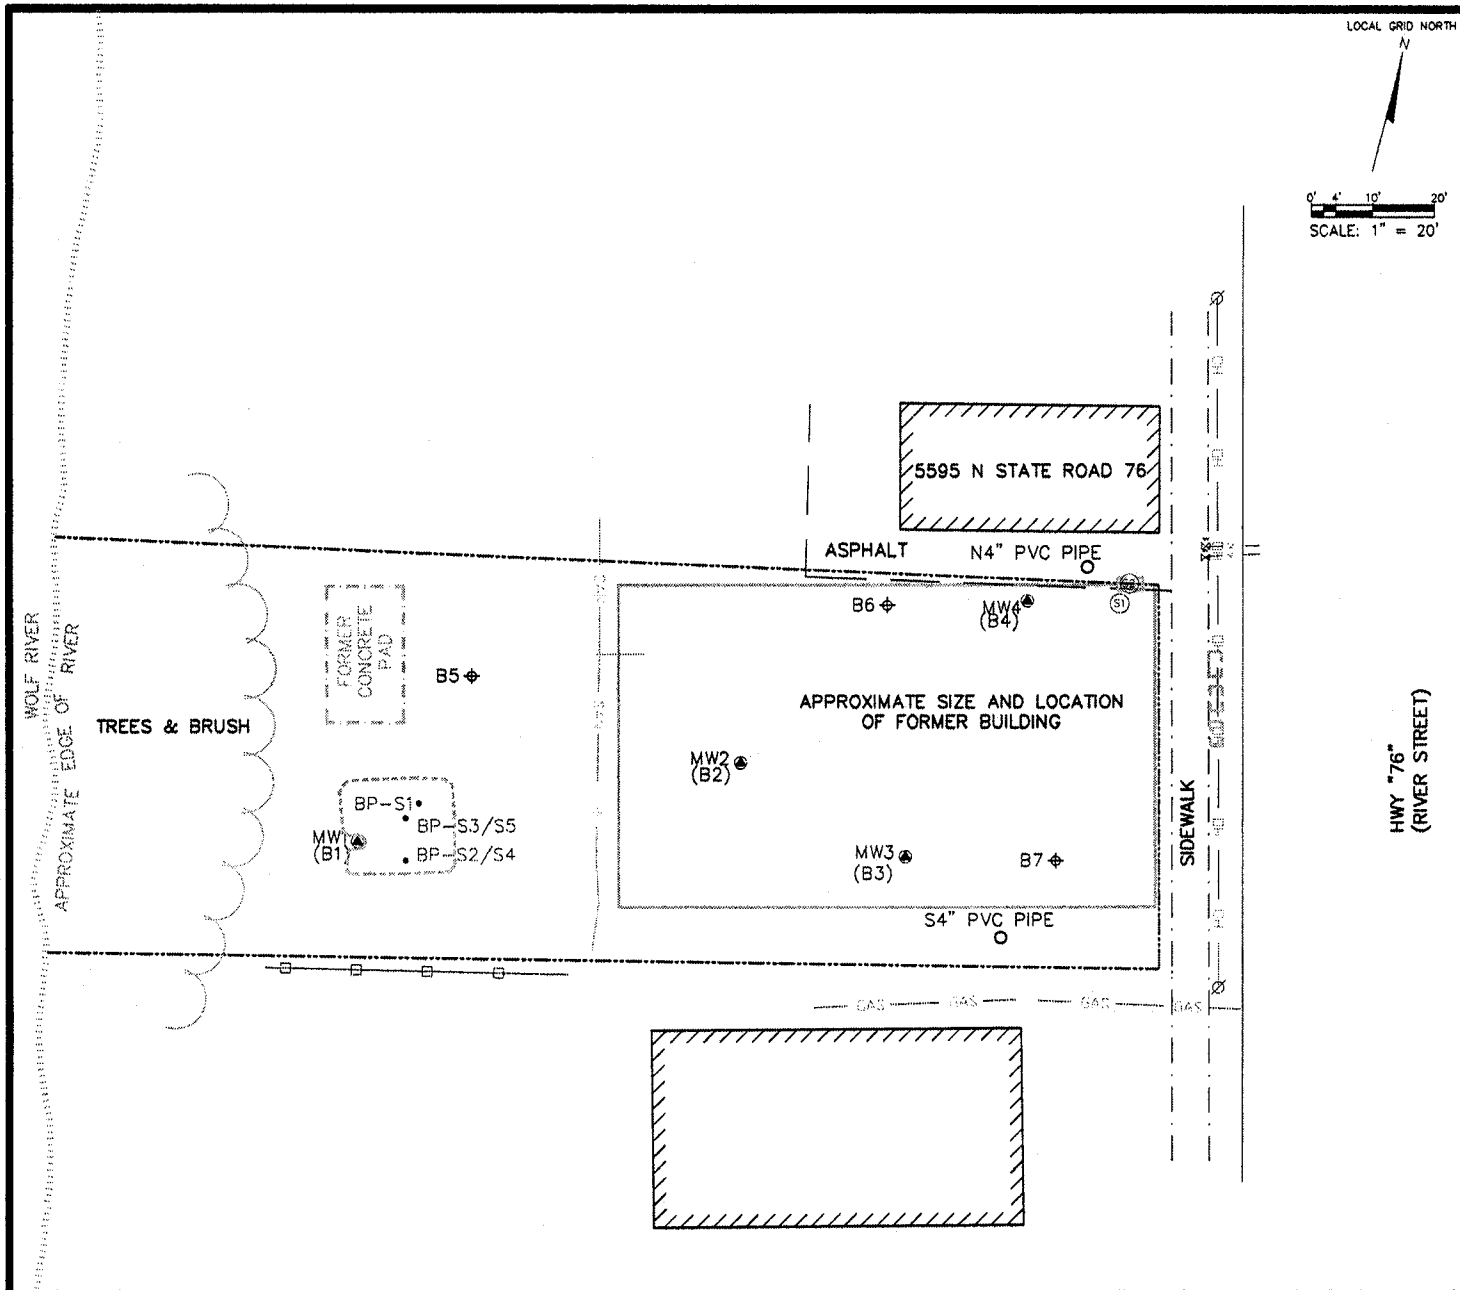 LOCAL GRID NORTH
N
0' 4' 10' 20'
SCALE: 1" = 20'
5595 N STATE ROAD 76
ASPHALT
N4" PVC PIPE
S1
B6
MW4
(B4)
FORMER
CONCRETE
PAD
B5
WOLF RIVER
APPROXIMATE EDGE OF RIVER
TREES & BRUSH
APPROXIMATE SIZE AND LOCATION
OF FORMER BUILDING
MW2
(B2)
BP-S1
BP-S3/S5
MW1
(B1)
BP-S2/S4
MW3
(B3)
B7
SIDEWALK
HWY "76"
(RIVER STREET)
S4" PVC PIPE
GAS
GAS
GAS
GAS